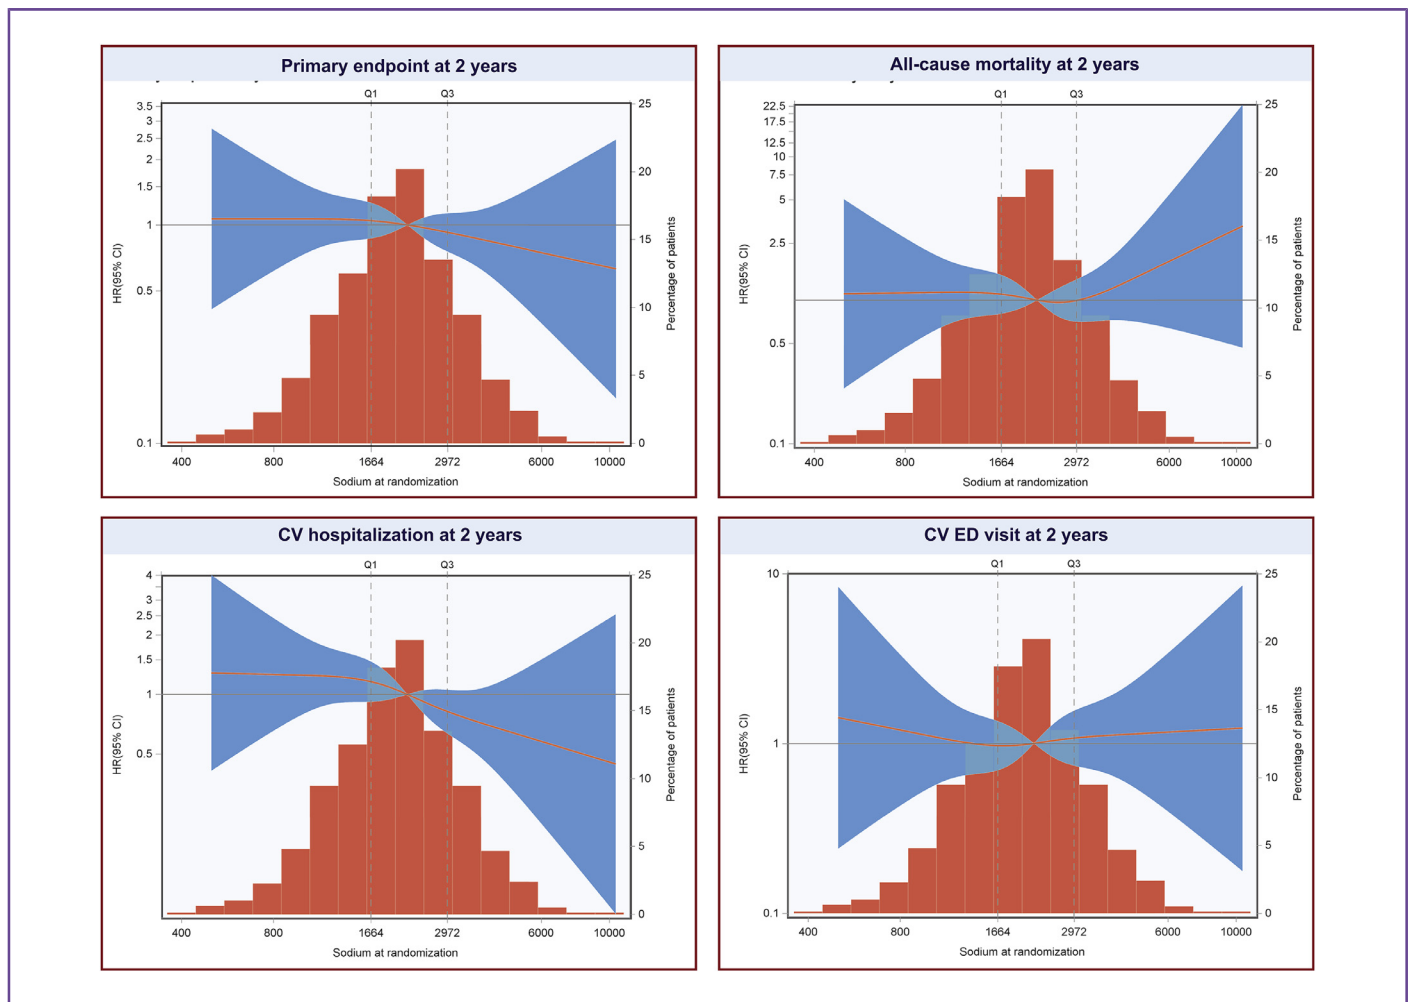 Primary endpoint at 2 years
Q1 Q3
3.5
3
2.5
2
1.5
1
0.5
0.1
25
20
15
10
5
0
HR(95% CI)
Percentage of patients
400 800 1664 2972 6000 10000
Sodium at randomization
All-cause mortality at 2 years
Q1 Q3
22.5
17.5
12.5
10
7.5
5
2.5
0.5
0.1
25
20
15
10
5
0
HR(95% CI)
Percentage of patients
400 800 1664 2972 6000 10000
Sodium at randomization
CV hospitalization at 2 years
Q1 Q3
4
3
2.5
2
1.5
1
0.5
25
20
15
10
5
0
HR(95% CI)
Percentage of patients
400 800 1664 2972 6000 10000
Sodium at randomization
CV ED visit at 2 years
Q1 Q3
10
1
0.1
25
20
15
10
5
0
HR(95% CI)
Percentage of patients
400 800 1664 2972 6000 10000
Sodium at randomization